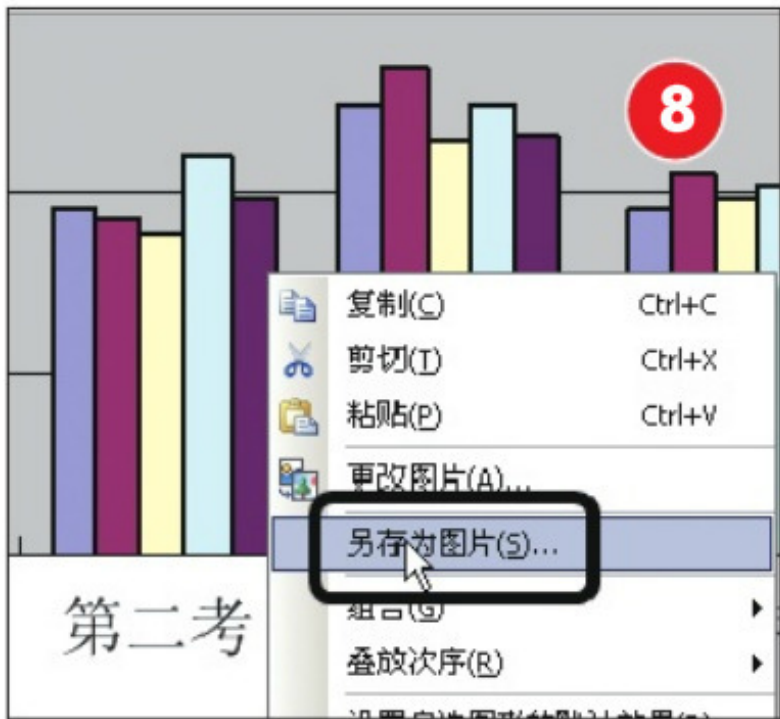 8
复制(C) Ctrl+C
剪切(T) Ctrl+X
粘贴(P) Ctrl+V
更改图片(A)...
另存为图片(S)...
组合(G)
第二考
叠放次序(R)